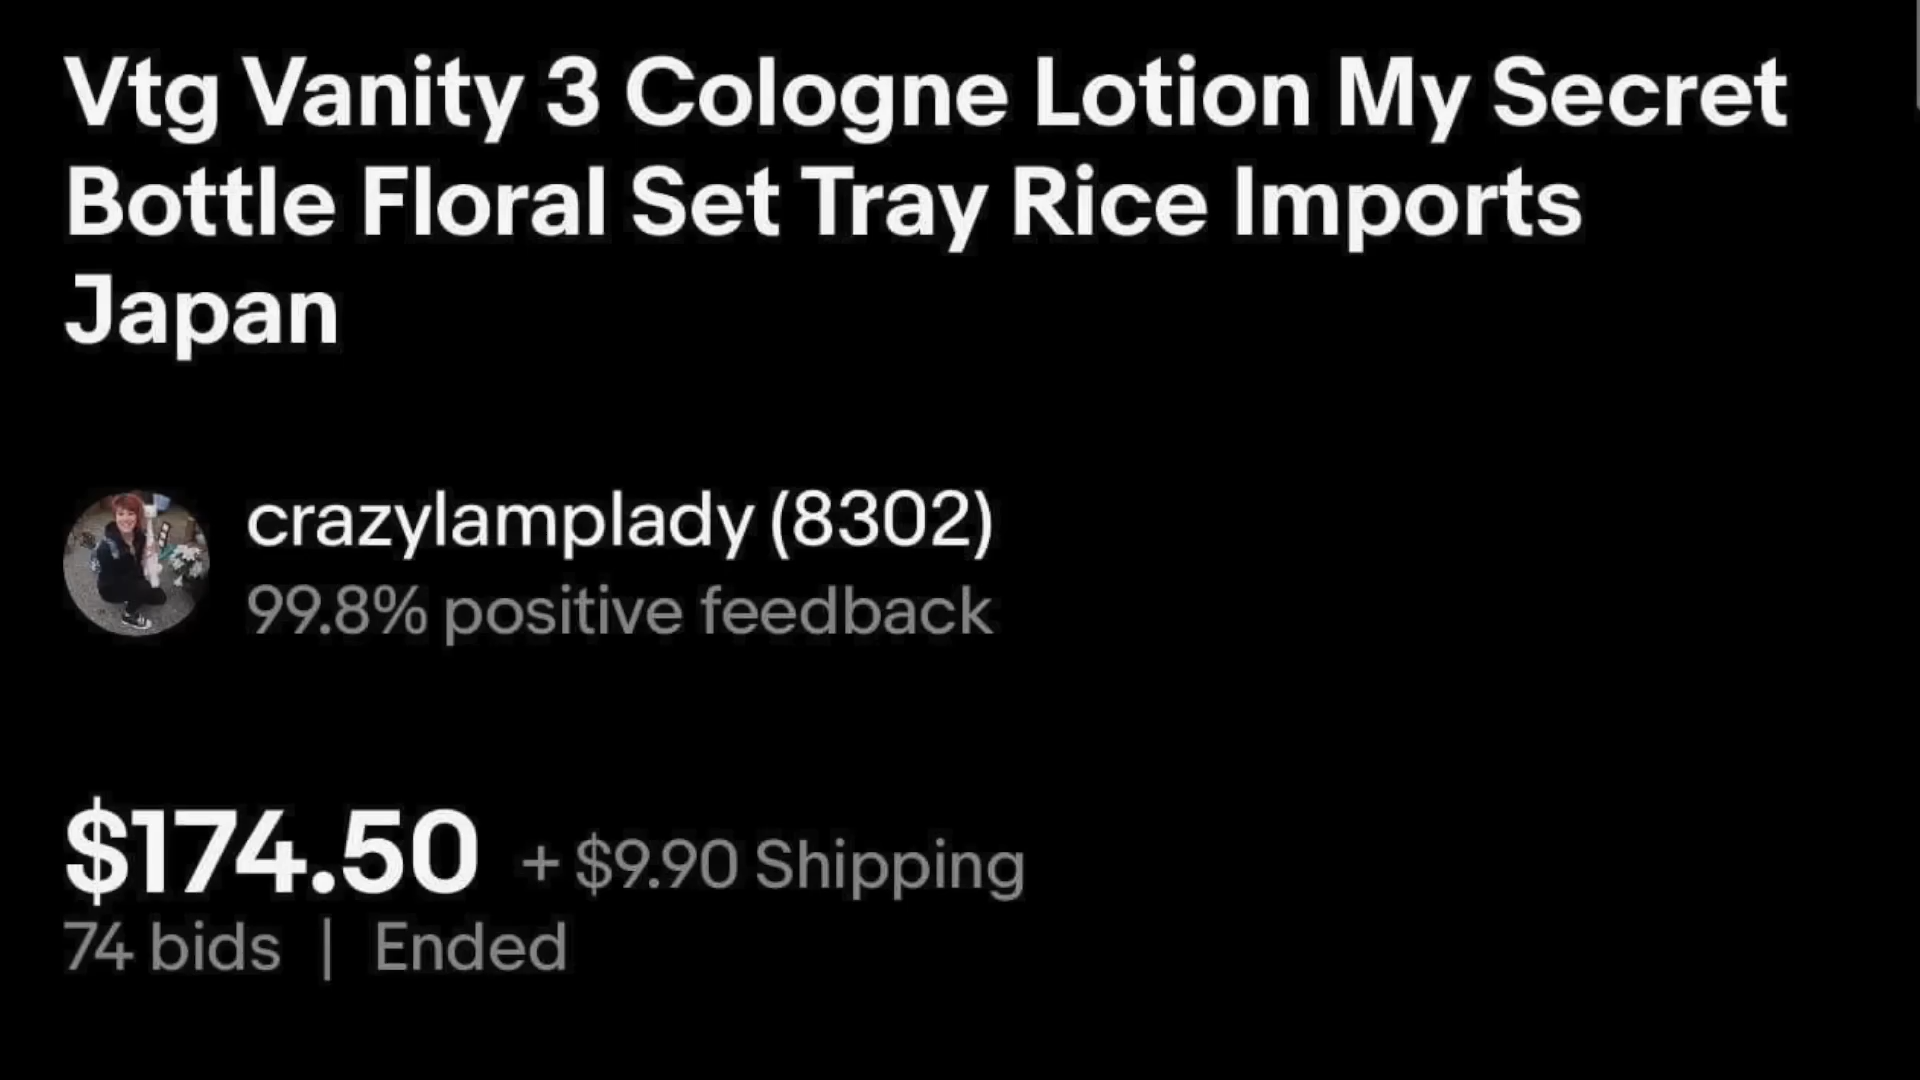 Vtg Vanity 3 Cologne Lotion My Secret
Bottle Floral Set Tray Rice Imports
Japan
crazylamplady (8302)
99.8% positive feedback
$174.50 + $9.90 Shipping
74 bids | Ended